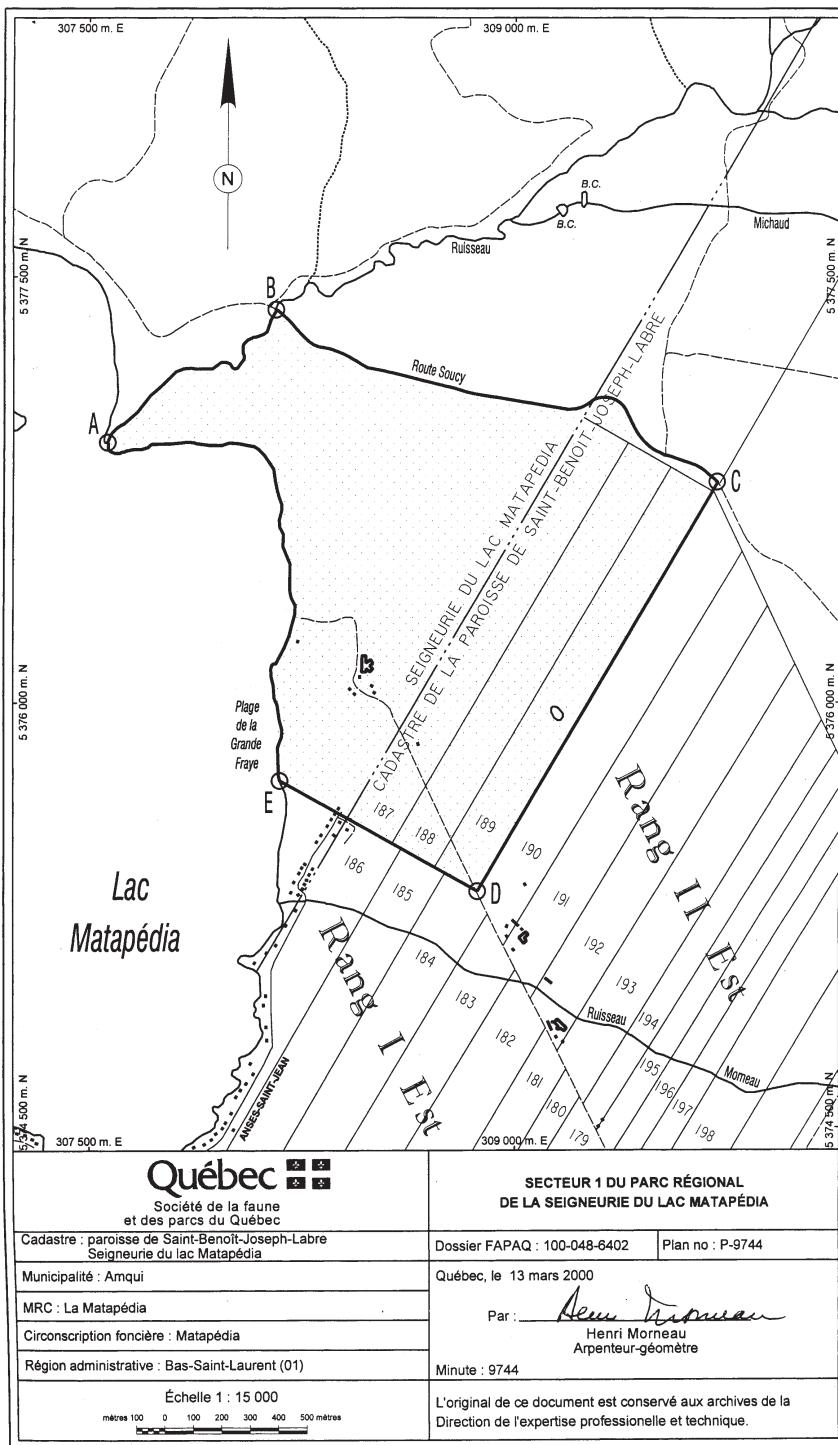 307 500 m. E
309 000 m. E
N
B.C.
B.C.
Michaud
Ruisseau
5 377 500 m. N
5 377 500 m. N
B
Route Soucy
A
C
SEIGNEURIE DU LAC MATAPEDIA
CADASTRE DE LA PAROISSE DE SAINT-BENOIT-JOSEPH-LABRE
5 376 000 m. N
5 376 000 m. N
Plage
de la
Grande
Fraye
E
D
187
188
189
190
191
192
193
194
195
196
197
198
186
185
184
183
182
181
180
179
Rang II Est
Rang I Est
Lac
Matapédia
Ruisseau
Morneau
ANSES-SAINT-JEAN
5 374 500 m. N
5 374 500 m. N
307 500 m. E
309 000 m. E
Québec
Société de la faune
et des parcs du Québec
Cadastre : paroisse de Saint-Benoît-Joseph-Labre
Seigneurie du lac Matapédia
Municipalité : Amqui
MRC : La Matapédia
Circonscription foncière : Matapédia
Région administrative : Bas-Saint-Laurent (01)
Échelle 1 : 15 000
mètres 100 0 100 200 300 400 500 mètres
SECTEUR 1 DU PARC RÉGIONAL
DE LA SEIGNEURIE DU LAC MATAPÉDIA
Dossier FAPAQ : 100-048-6402
Plan no : P-9744
Québec, le 13 mars 2000
Par : Henri Morneau
Henri Morneau
Arpenteur-géomètre
Minute : 9744
L'original de ce document est conservé aux archives de la
Direction de l'expertise professionelle et technique.